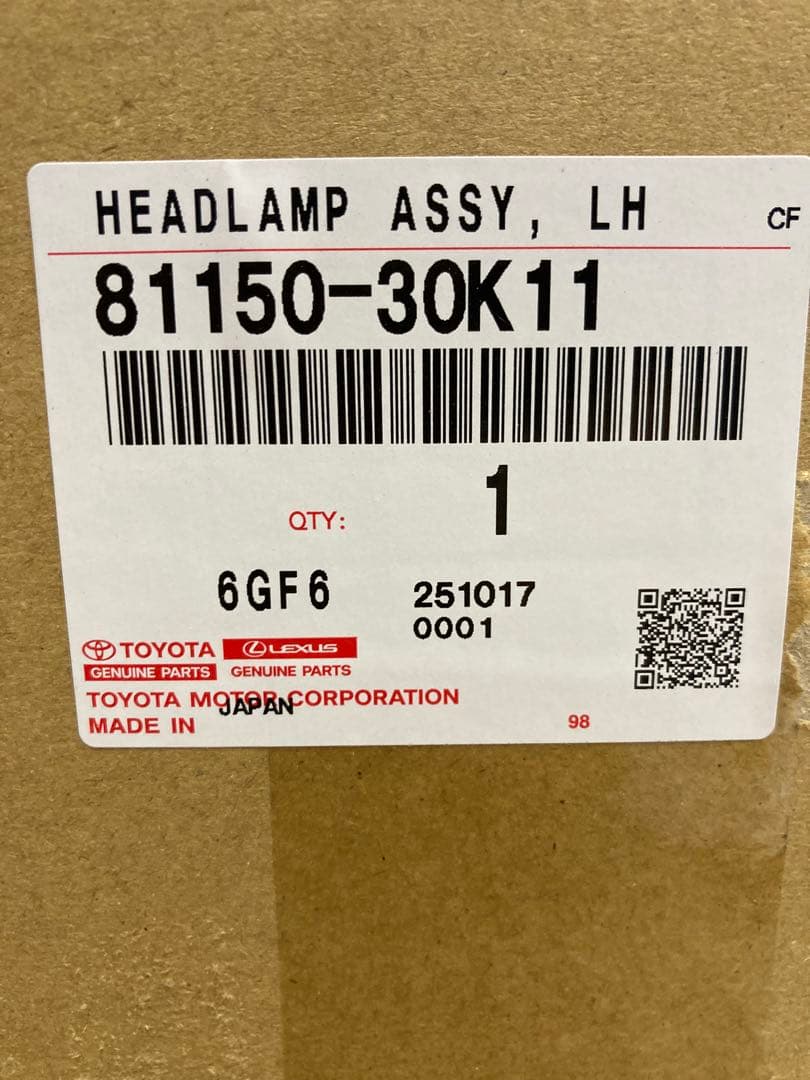 HEADLAMP ASSY, LH CF
81150-30K11
QTY: 1
6GF6 251017
0001
TOYOTA LEXUS
GENUINE PARTS GENUINE PARTS
TOYOTA MOTOR CORPORATION
MADE IN JAPAN 98